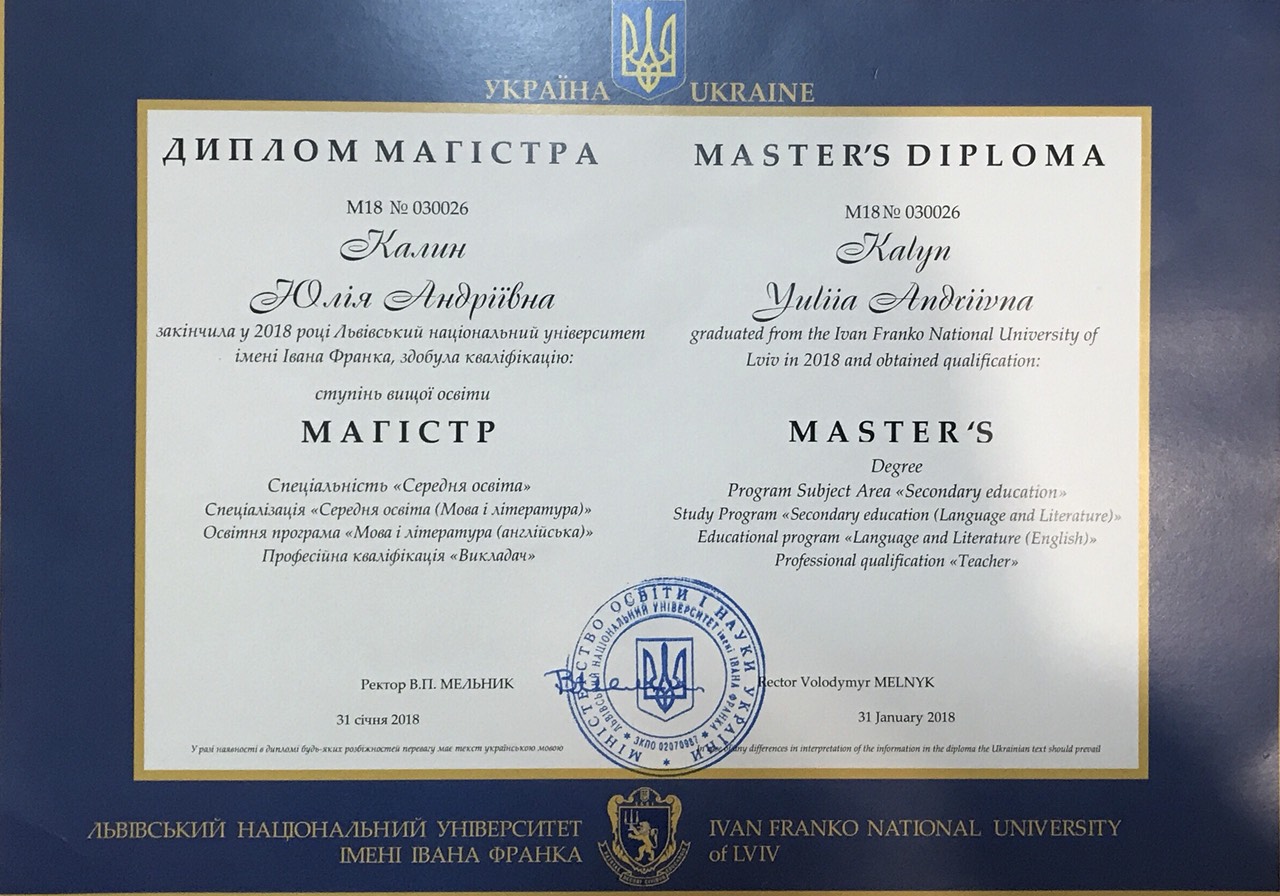 УКРАЇНА UKRAINE
ДИПЛОМ МАГІСТРА
М18 № 030026
Калин
Юлія Андріївна
закінчила у 2018 році Львівський національний університет
імені Івана Франка, здобула кваліфікацію:
ступінь вищої освіти
МАГІСТР
Спеціальність «Середня освіта»
Спеціалізація «Середня освіта (Мова і література)»
Освітня програма «Мова і література (англійська)»
Професійна кваліфікація «Викладач»
Ректор В.П. МЕЛЬНИК
31 січня 2018
У разі наявності в дипломі будь-яких розбіжностей перевагу має текст українською мовою
MASTER'S DIPLOMA
M18 № 030026
Kalyn
Yuliia Andriivna
graduated from the Ivan Franko National University of
Lviv in 2018 and obtained qualification:
MASTER ‘S
Degree
Program Subject Area «Secondary education»
Study Program «Secondary education (Language and Literature)»
Educational program «Language and Literature (English)»
Professional qualification «Teacher»
Rector Volodymyr MELNYK
31 January 2018
any differences in interpretation of the information in the diploma the Ukrainian text should prevail
МІНІСТЕРСТВО ОСВІТИ І НАУКИ УКРАЇНИ
ЛЬВІВСЬКИЙ НАЦІОНАЛЬНИЙ УНІВЕРСИТЕТ імені ІВАНА ФРАНКА
ЗКПО 02070987
ЛЬВІВСЬКИЙ НАЦІОНАЛЬНИЙ УНІВЕРСИТЕТ
ІМЕНІ ІВАНА ФРАНКА
IVAN FRANKO NATIONAL UNIVERSITY
of LVIV